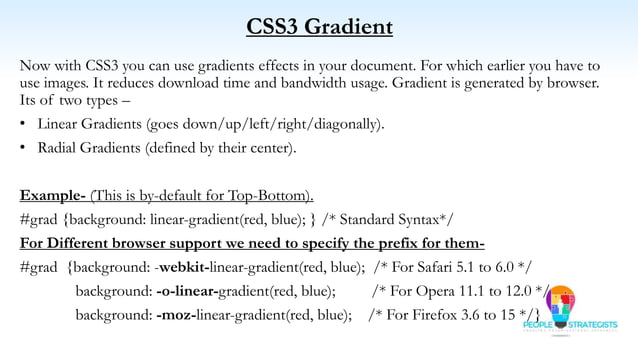 CSS3 Gradient
Now with CSS3 you can use gradients effects in your document. For which earlier you have to
use images. It reduces download time and bandwidth usage. Gradient is generated by browser.
Its of two types –
• Linear Gradients (goes down/up/left/right/diagonally).
• Radial Gradients (defined by their center).
Example- (This is by-default for Top-Bottom).
#grad {background: linear-gradient(red, blue); } /* Standard Syntax*/
For Different browser support we need to specify the prefix for them-
#grad {background: -webkit-linear-gradient(red, blue); /* For Safari 5.1 to 6.0 */
background: -o-linear-gradient(red, blue); /* For Opera 11.1 to 12.0 */
background: -moz-linear-gradient(red, blue); /* For Firefox 3.6 to 15 */}
PEOPLE STRATEGISTS